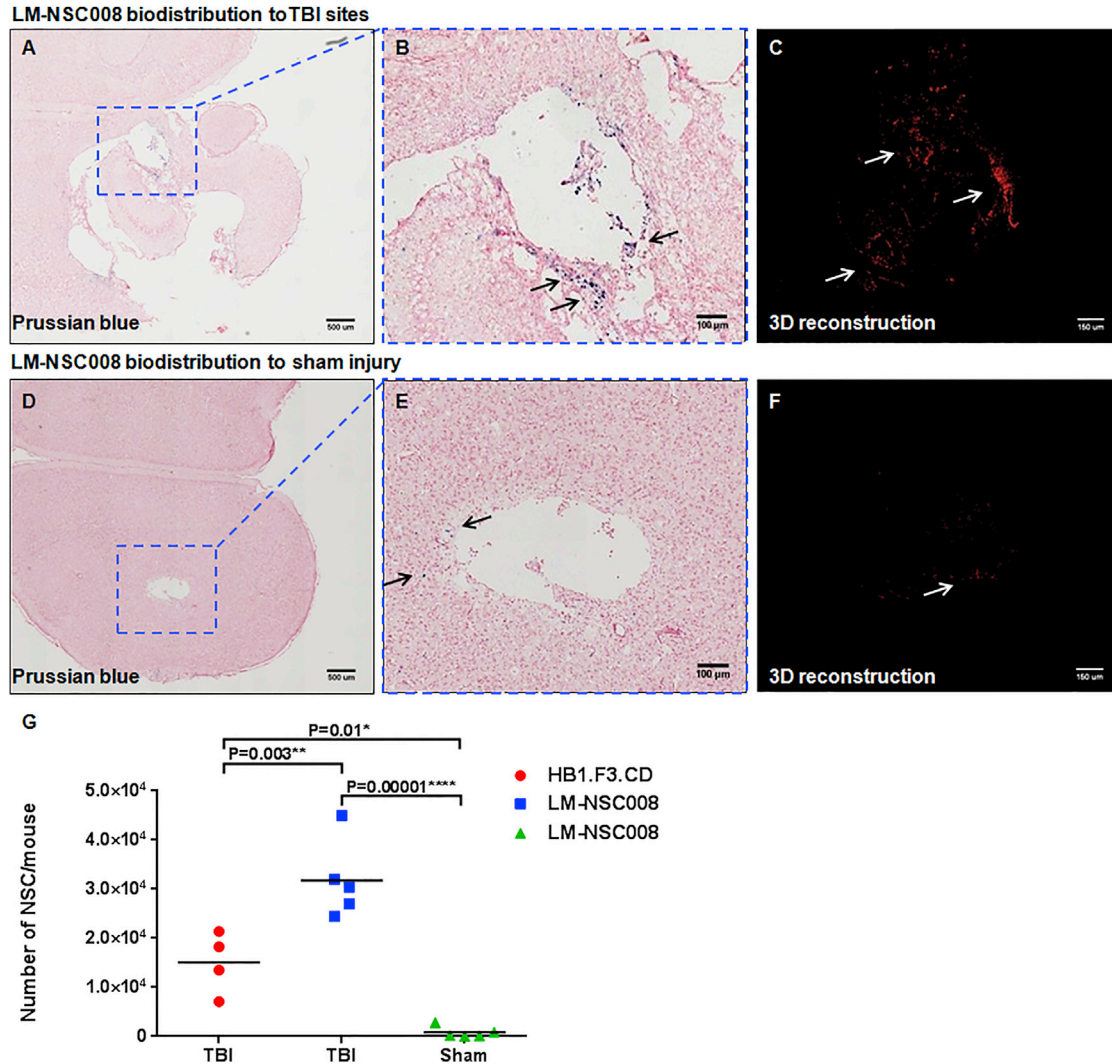 LM-NSC008 biodistribution to TBI sites
A
B
C
Prussian blue
500 um
100 µm
3D reconstruction
150 um
LM-NSC008 biodistribution to sham injury
D
E
F
Prussian blue
500 um
100 µm
3D reconstruction
150 um
G
P=0.01*
P=0.003**
P=0.00001****
HB1.F3.CD
LM-NSC008
LM-NSC008
Number of NSC/mouse
5.0×10⁴
4.0×10⁴
3.0×10⁴
2.0×10⁴
1.0×10⁴
0
TBI TBI Sham